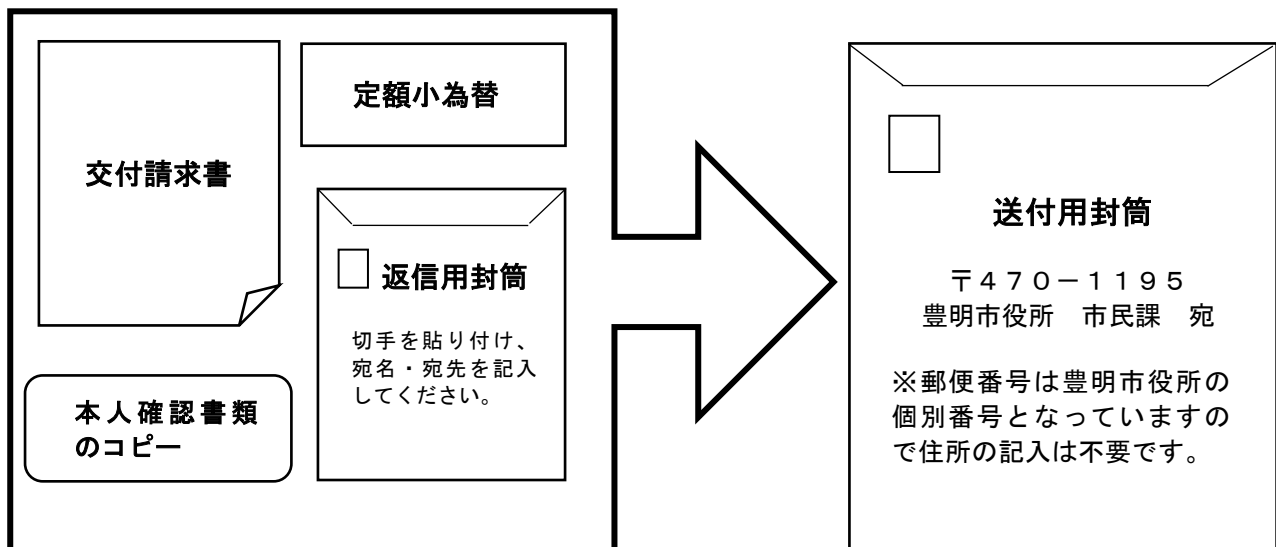 交付請求書
定額小為替
返信用封筒
切手を貼り付け、
宛名・宛先を記入
してください。
本人確認書類
のコピー
送付用封筒
〒４７０－１１９５
豊明市役所　市民課　宛
※郵便番号は豊明市役所の
個別番号となっていますの
で住所の記入は不要です。